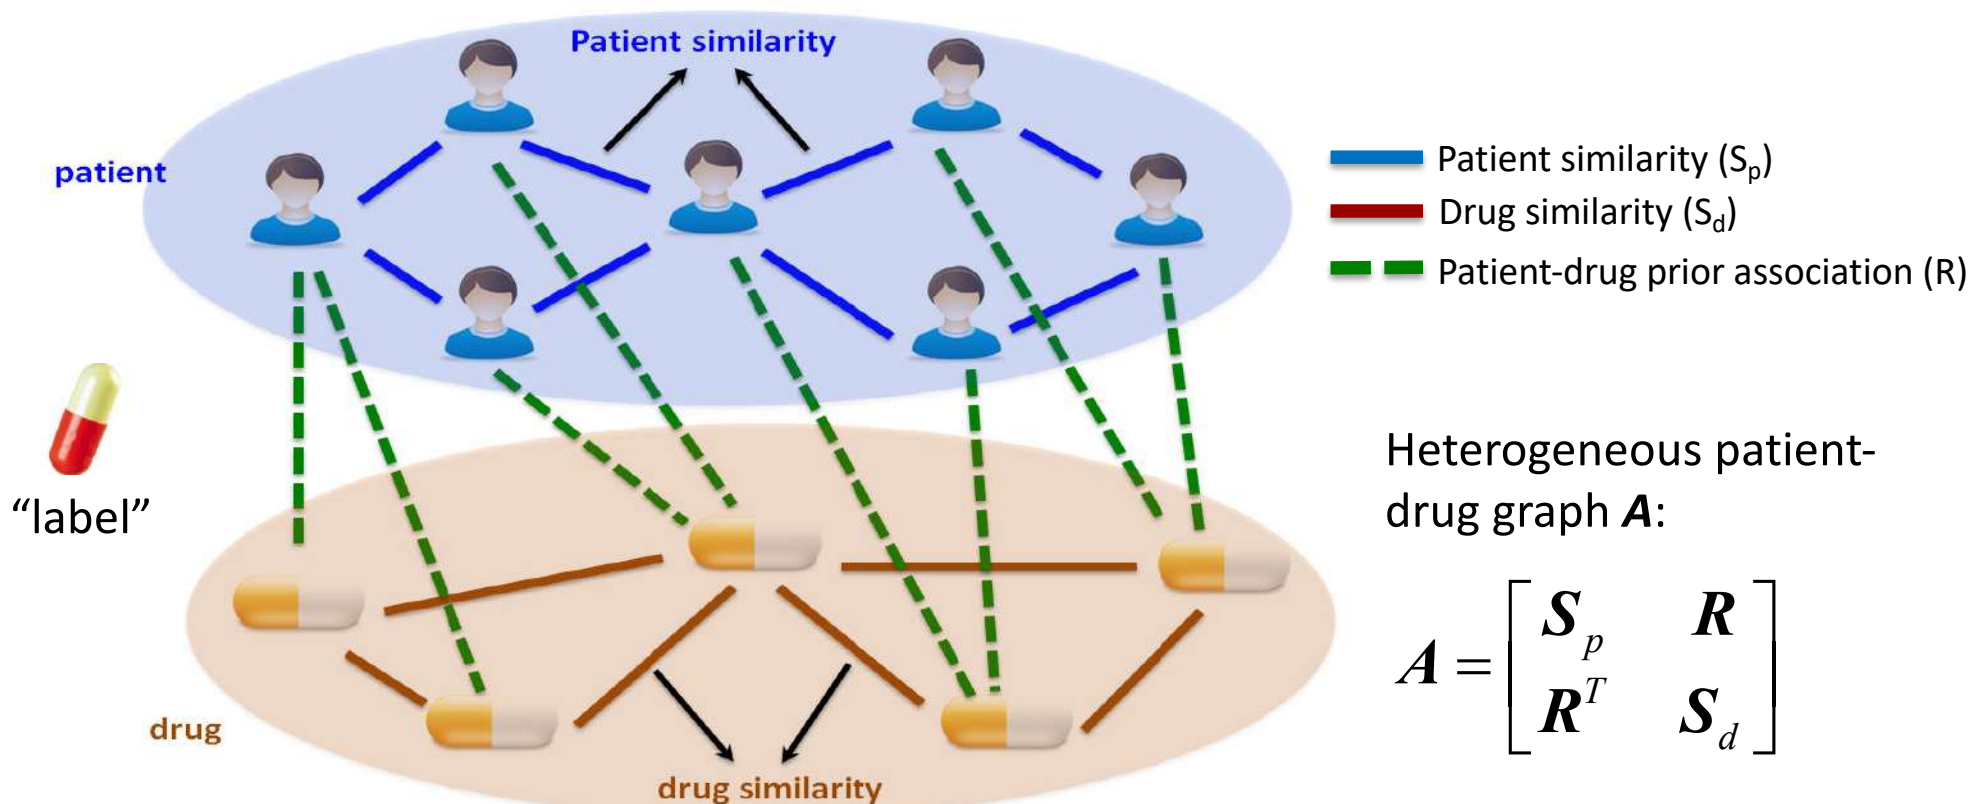 Patient similarity
patient
Patient similarity (Sp)
Drug similarity (Sd)
Patient-drug prior association (R)
“label”
Heterogeneous patient-
drug graph A:
A = [ Sp R
RT Sd ]
drug
drug similarity